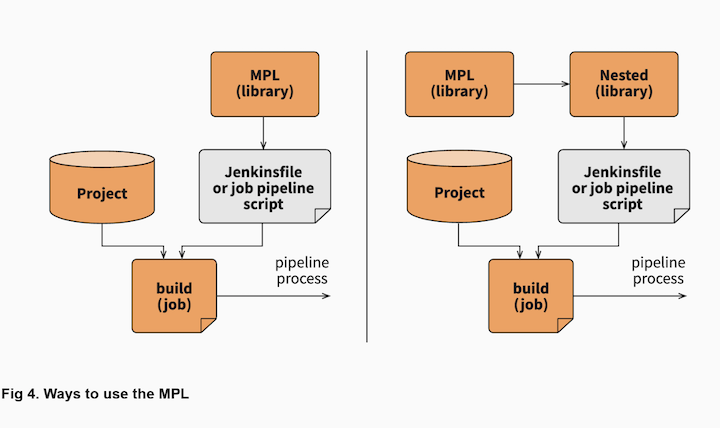 MPL
(library)
Project
Jenkinsfile
or job pipeline
script
build
(job)
pipeline
process
MPL
(library)
Nested
(library)
Project
Jenkinsfile
or job pipeline
script
build
(job)
pipeline
process
Fig 4. Ways to use the MPL